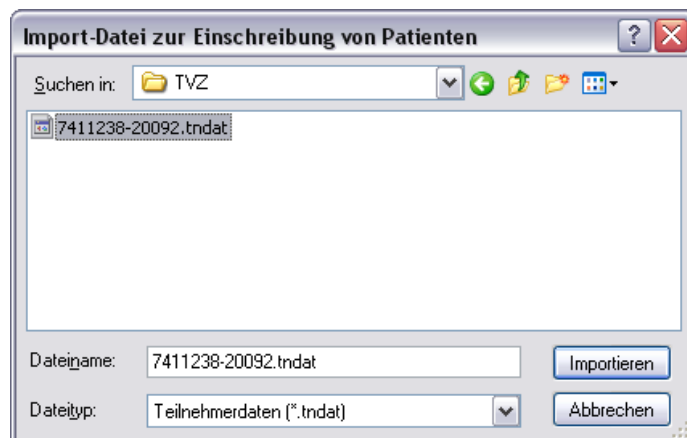 Import-Datei zur Einschreibung von Patienten
Suchen in: TVZ
7411238-20092.tndat
Dateiname: 7411238-20092.tndat Importieren
Dateityp: Teilnehmerdaten (*.tndat) Abbrechen